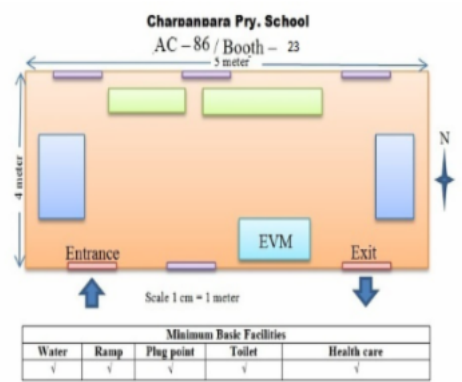 Charpanpara Pry. School
AC - 86 / Booth - 23
5 meter
4 meter
N
EVM
Entrance
Exit
Scale 1 cm = 1 meter
Minimum Basic Facilities
Water Ramp Plug point Toilet Health care
√ √ √ √ √